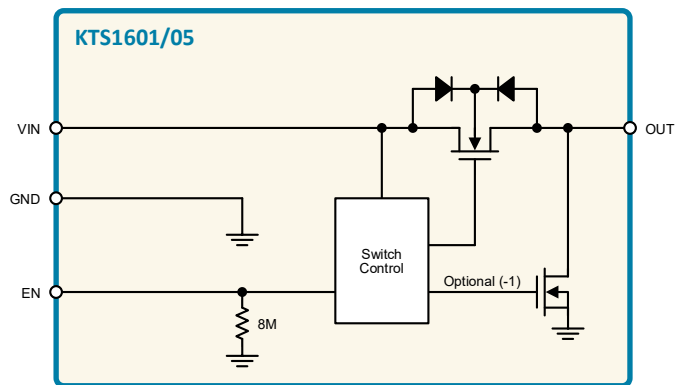 KTS1601/05
VIN
OUT
GND
Switch
Control
Optional (-1)
EN
8M